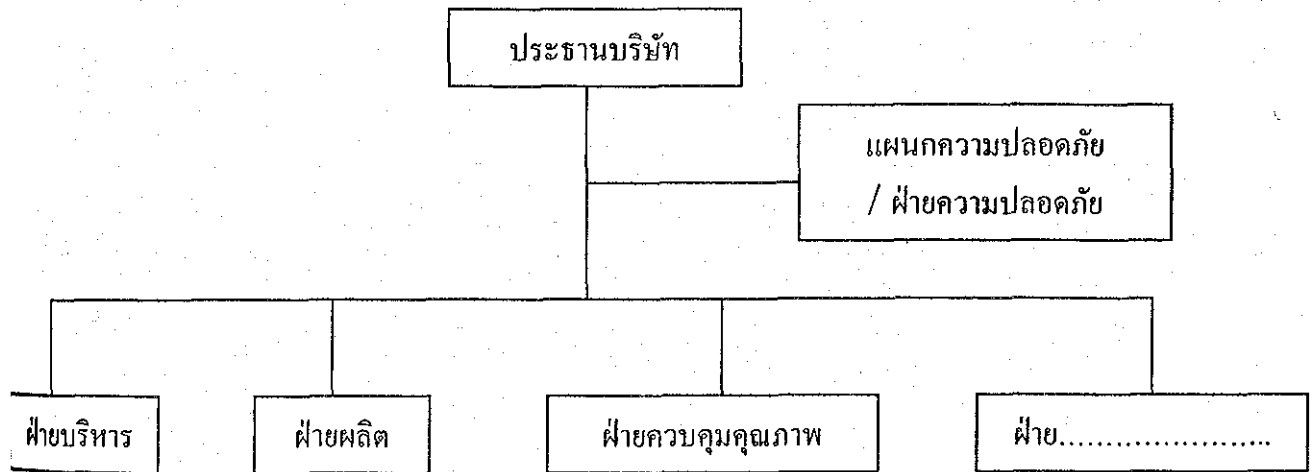 ประธานบริษัท
แผนกความปลอดภัย
/ ฝ่ายความปลอดภัย
ฝ่ายบริหาร
ฝ่ายผลิต
ฝ่ายควบคุมคุณภาพ
ฝ่าย......................